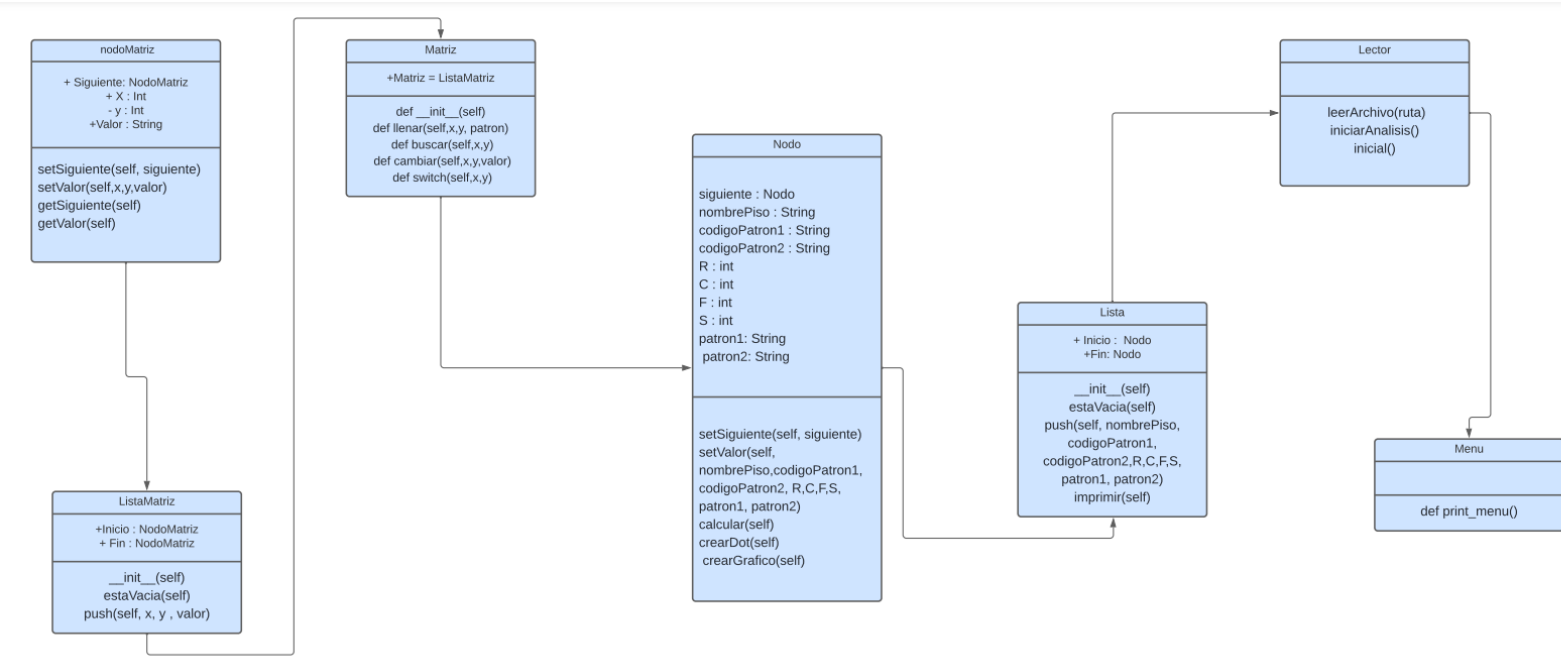 nodoMatriz
+ Siguiente: NodoMatriz
+ X : Int
- y : Int
+Valor : String
setSiguiente(self, siguiente)
setValor(self,x,y,valor)
getSiguiente(self)
getValor(self)
ListaMatriz
+Inicio : NodoMatriz
+ Fin : NodoMatriz
__init__(self)
estaVacia(self)
push(self, x, y , valor)
Matriz
+Matriz = ListaMatriz
def __init__(self)
def llenar(self,x,y, patron)
def buscar(self,x,y)
def cambiar(self,x,y,valor)
def switch(self,x,y)
Nodo
siguiente : Nodo
nombrePiso : String
codigoPatron1 : String
codigoPatron2 : String
R : int
C : int
F : int
S : int
patron1: String
patron2: String
setSiguiente(self, siguiente)
setValor(self,
nombrePiso,codigoPatron1,
codigoPatron2, R,C,F,S,
patron1, patron2)
calcular(self)
crearDot(self)
crearGrafico(self)
Lista
+ Inicio :  Nodo
+Fin: Nodo
__init__(self)
estaVacia(self)
push(self, nombrePiso,
codigoPatron1,
codigoPatron2,R,C,F,S,
patron1, patron2)
imprimir(self)
Lector
leerArchivo(ruta)
iniciarAnalisis()
inicial()
Menu
def print_menu()